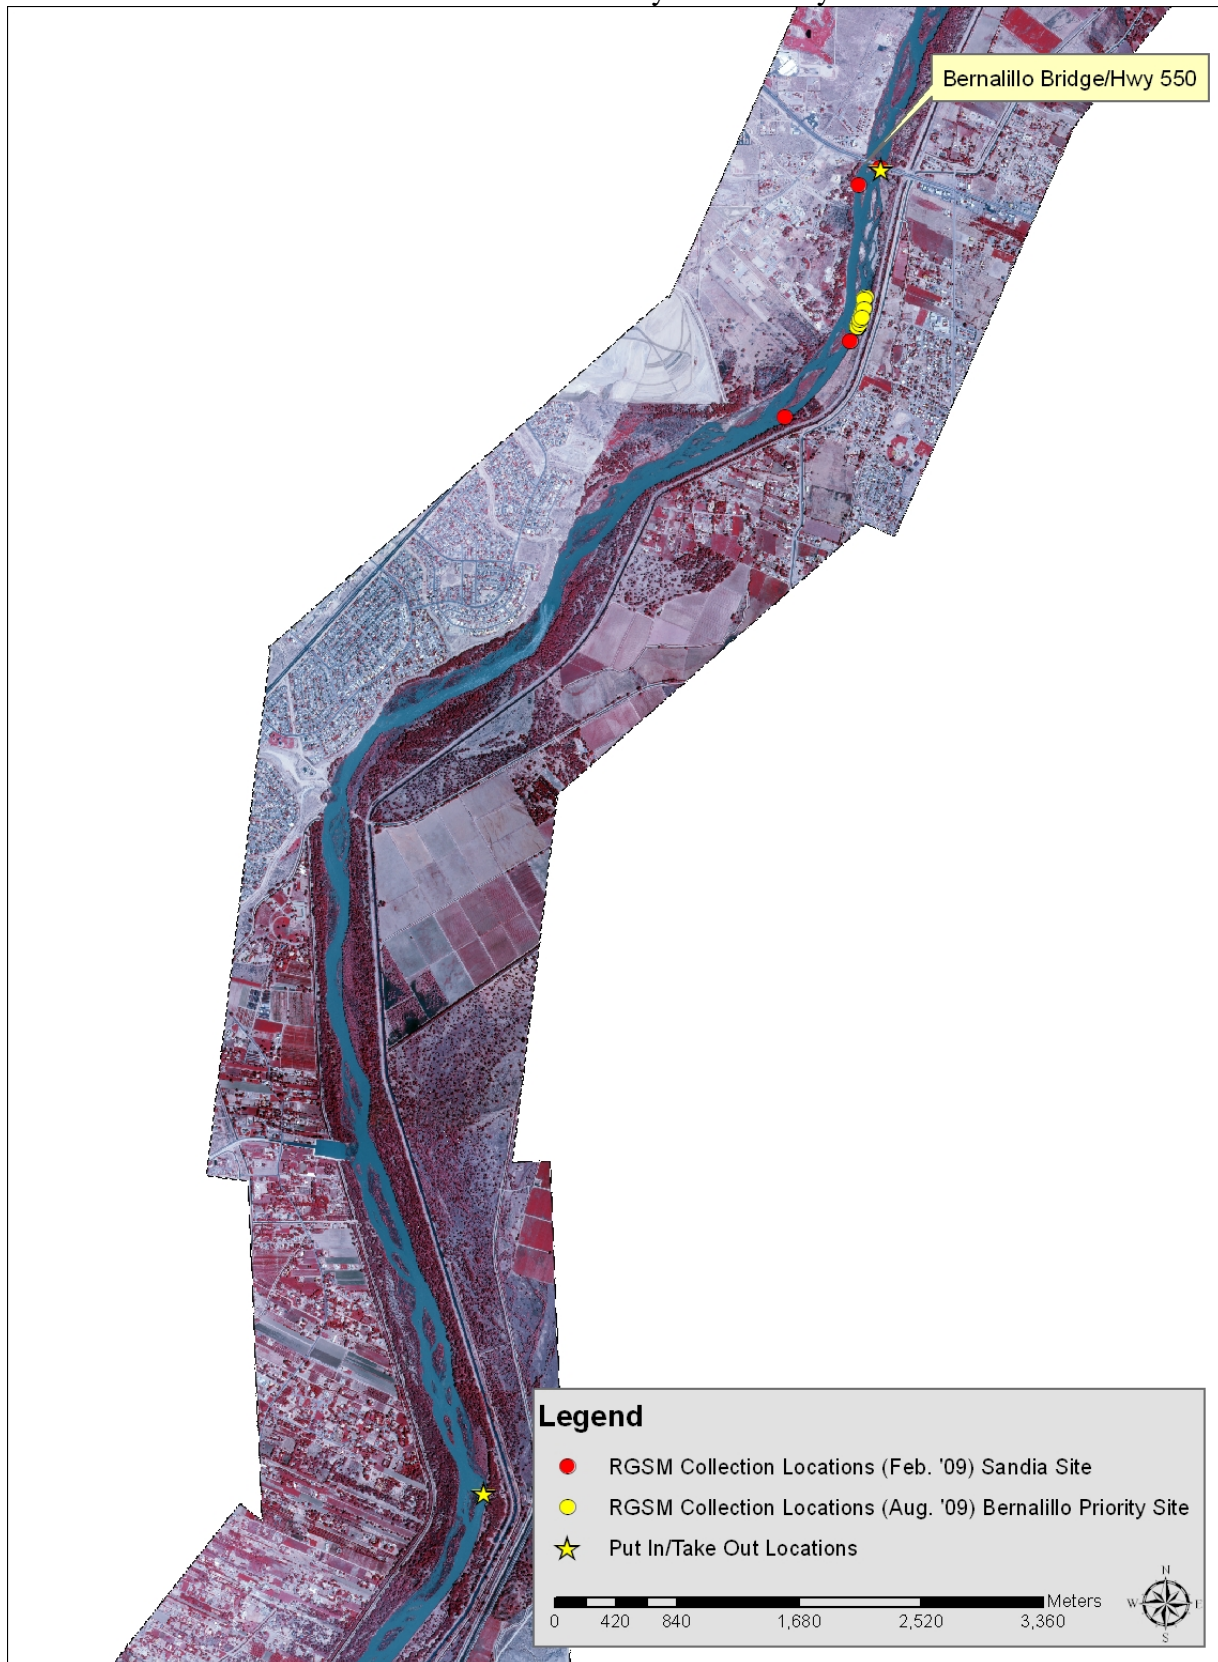 Bernalillo Bridge/Hwy 550
Legend
RGSM Collection Locations (Feb. '09) Sandia Site
RGSM Collection Locations (Aug. '09) Bernalillo Priority Site
Put In/Take Out Locations
Meters
0 420 840 1,680 2,520 3,360
N
W E
S